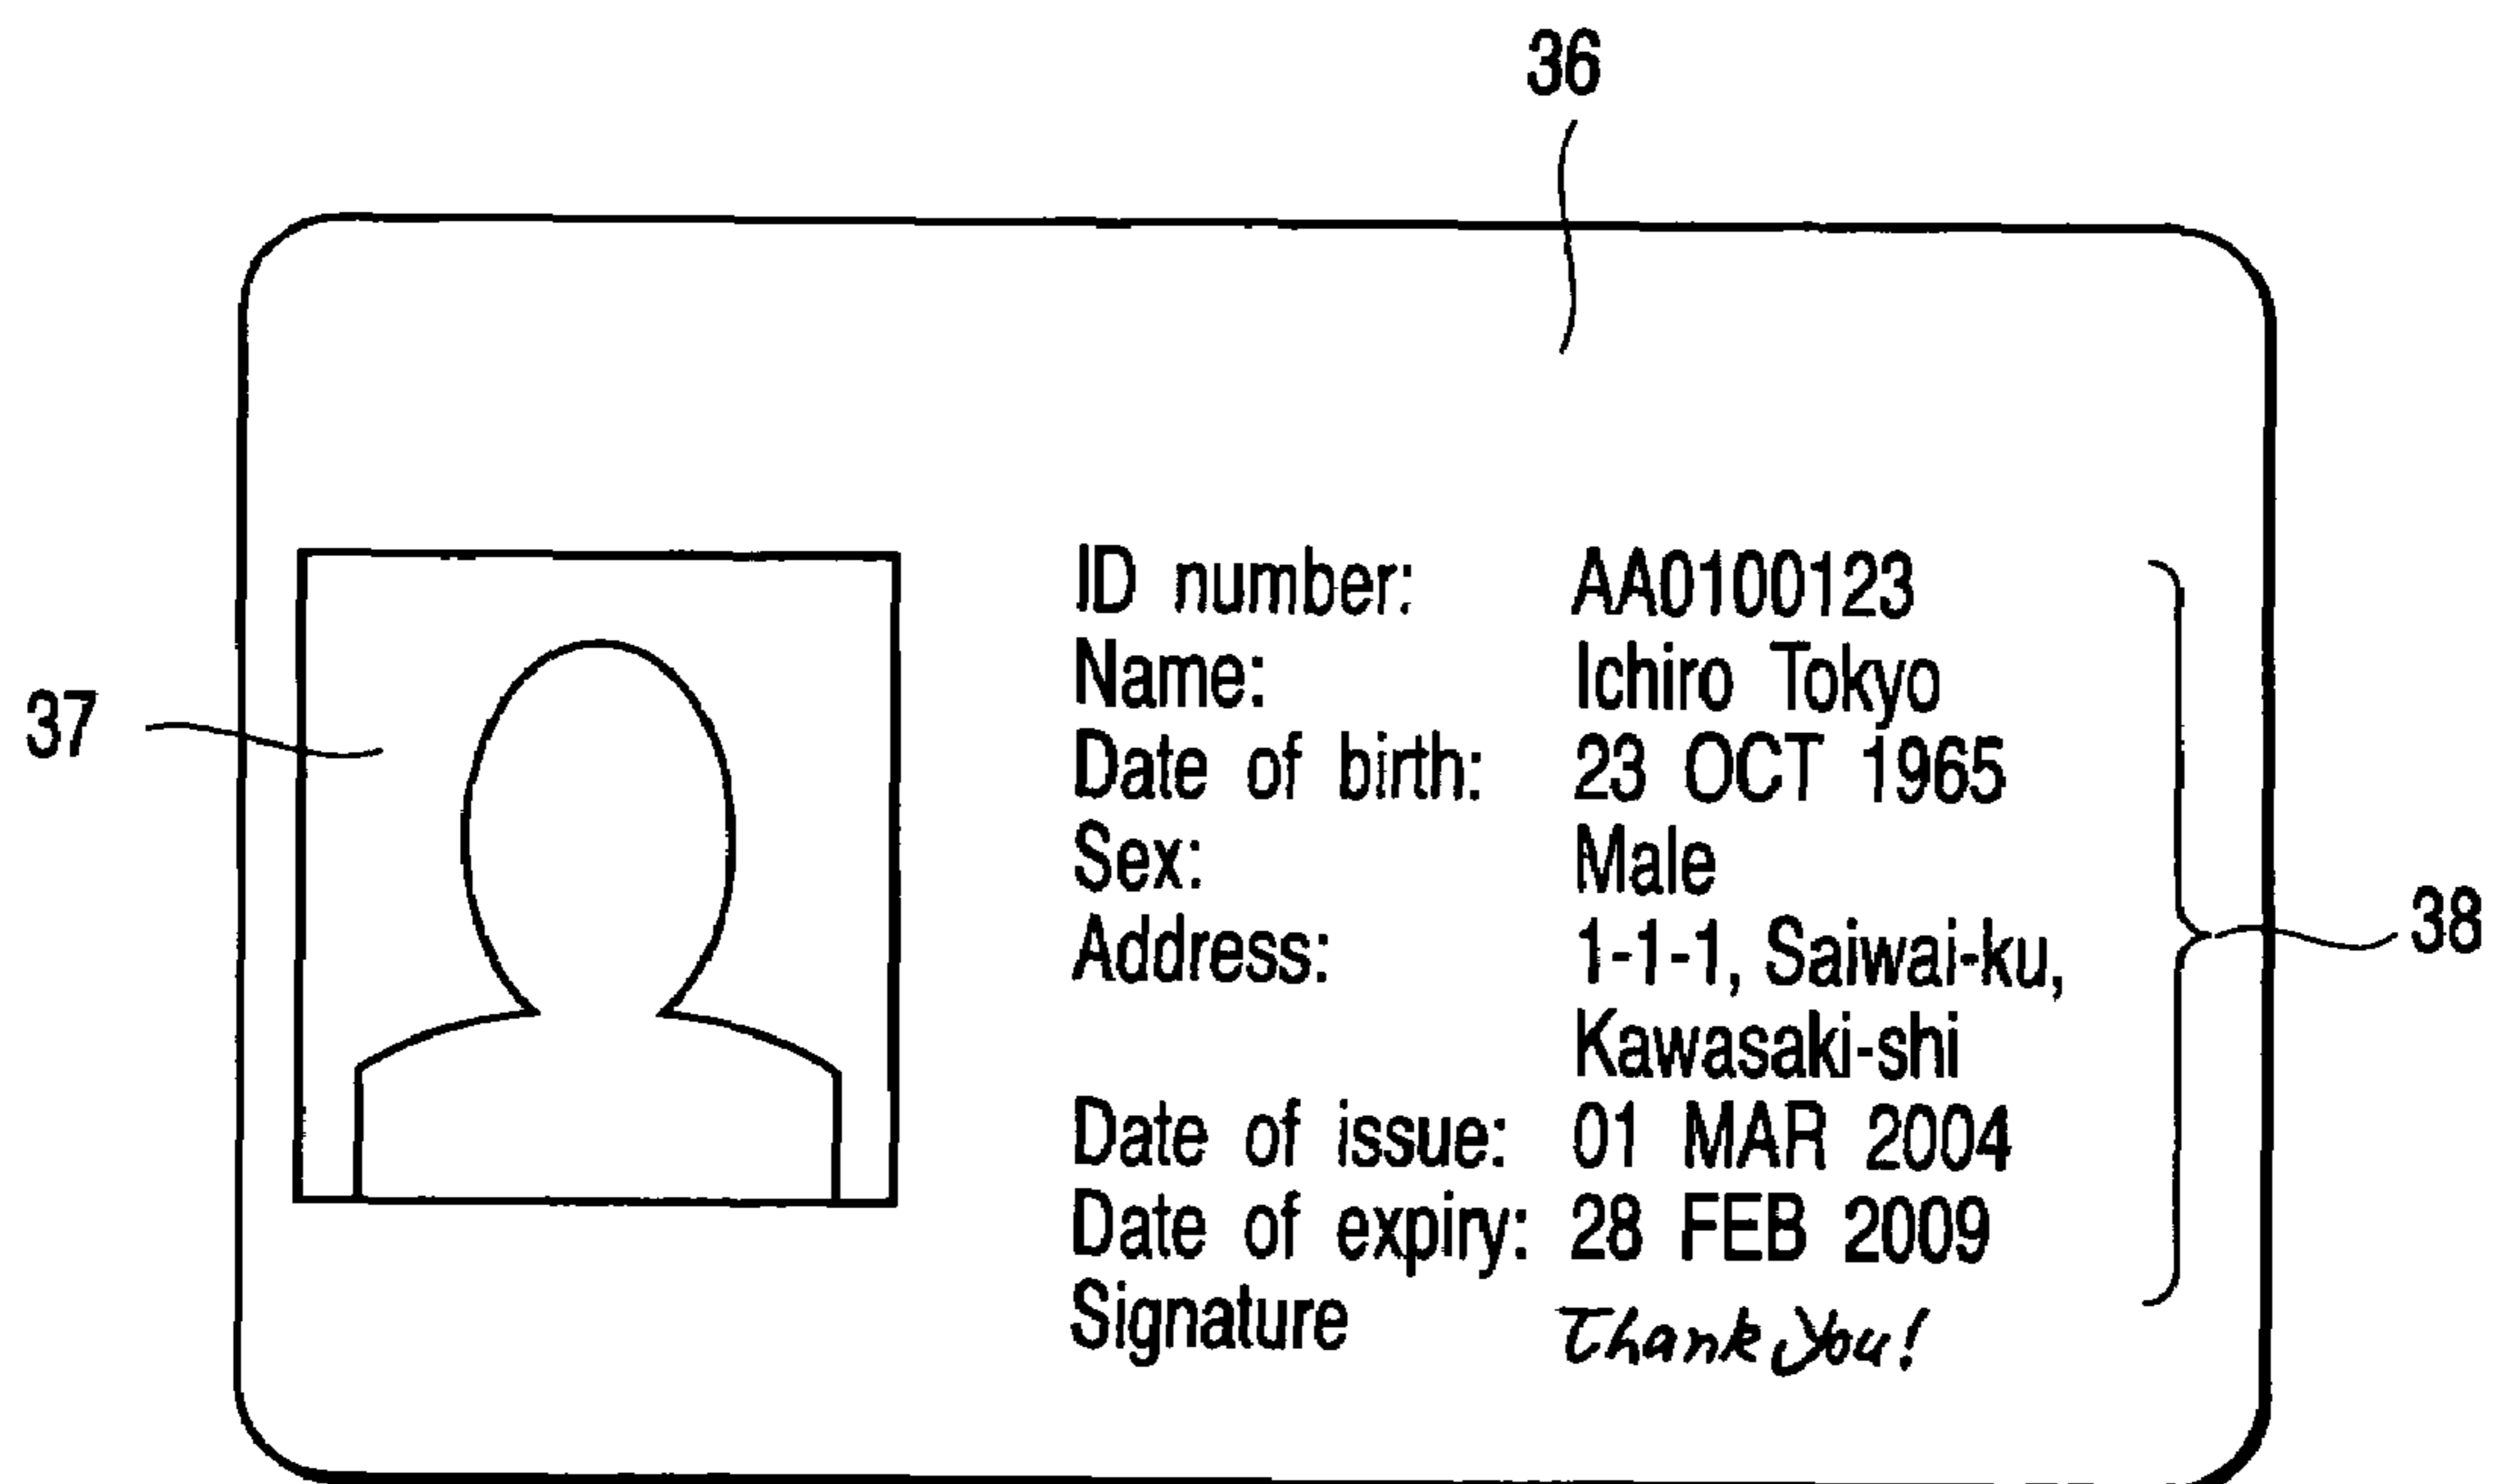 36
37
ID number: AA0100123
Name: Ichiro Tokyo
Date of birth: 23 OCT 1965
Sex: Male
Address: 1-1-1, Saiwai-ku,
Kawasaki-shi
Date of issue: 01 MAR 2004
Date of expiry: 28 FEB 2009
Signature Thank You!
38